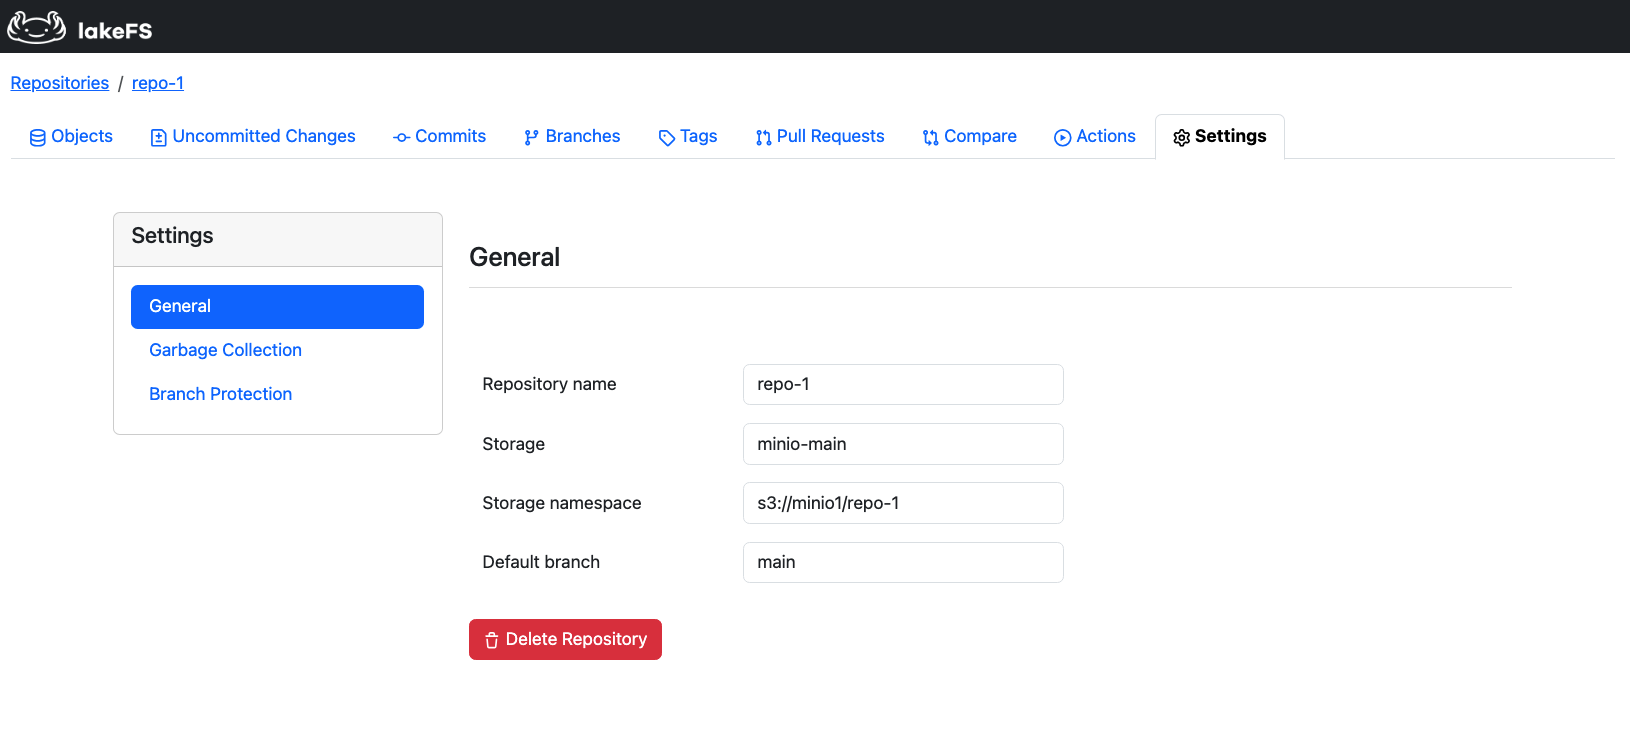 lakeFS
Repositories / repo-1
Objects Uncommitted Changes Commits Branches Tags Pull Requests Compare Actions Settings
Settings
General
Garbage Collection
Branch Protection
General
Repository name repo-1
Storage minio-main
Storage namespace s3://minio1/repo-1
Default branch main
Delete Repository